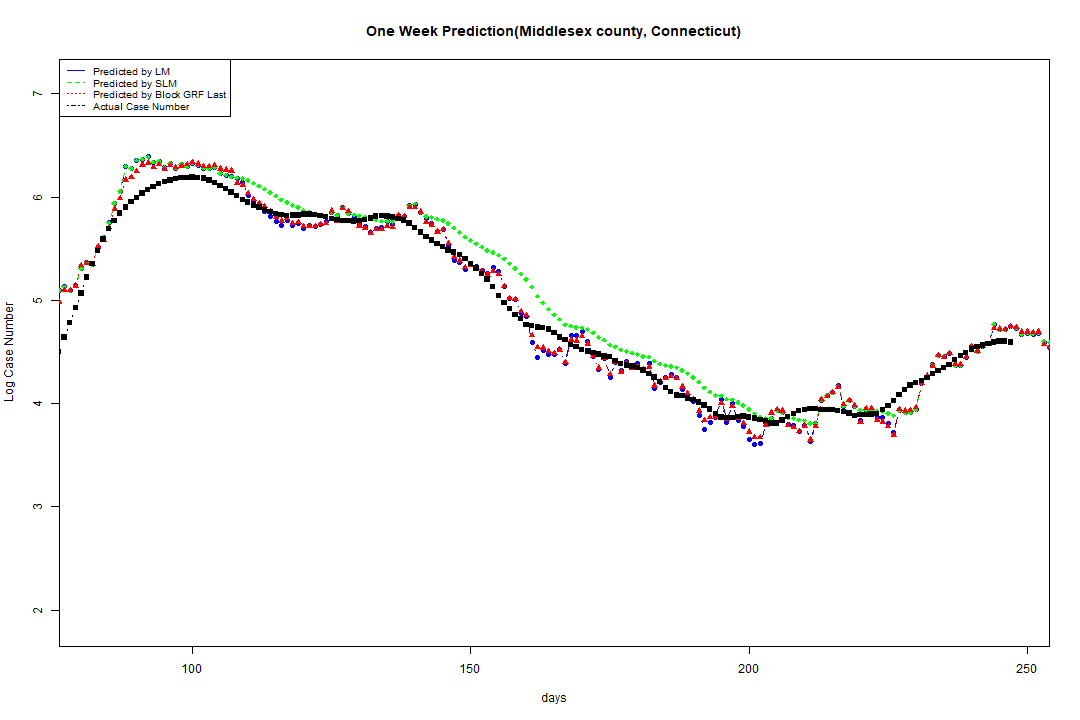 One Week Prediction(Middlesex county, Connecticut)
Predicted by LM
Predicted by SLM
Predicted by Block GRF Last
Actual Case Number
7
6
5
4
3
2
Log Case Number
100 150 200 250
days